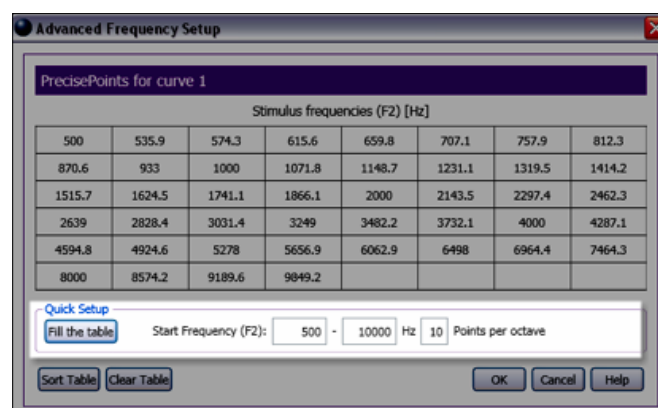 Advanced Frequency Setup
PrecisePoints for curve 1
Stimulus frequencies (F2) [Hz]
500 535.9 574.3 615.6 659.8 707.1 757.9 812.3
870.6 933 1000 1071.8 1148.7 1231.1 1319.5 1414.2
1515.7 1624.5 1741.1 1866.1 2000 2143.5 2297.4 2462.3
2639 2828.4 3031.4 3249 3482.2 3732.1 4000 4287.1
4594.8 4924.6 5278 5656.9 6062.9 6498 6964.4 7464.3
8000 8574.2 9189.6 9849.2
Quick Setup
Fill the table Start Frequency (F2): 500 - 10000 Hz 10 Points per octave
Sort Table Clear Table OK Cancel Help